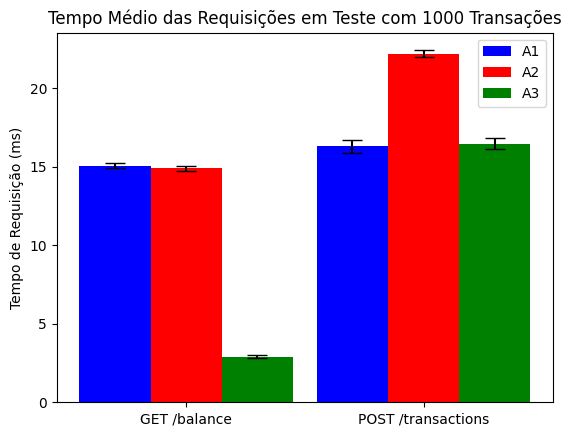 Tempo Médio das Requisições em Teste com 1000 Transações
A1
A2
A3
Tempo de Requisição (ms)
20
15
10
5
0
GET /balance
POST /transactions